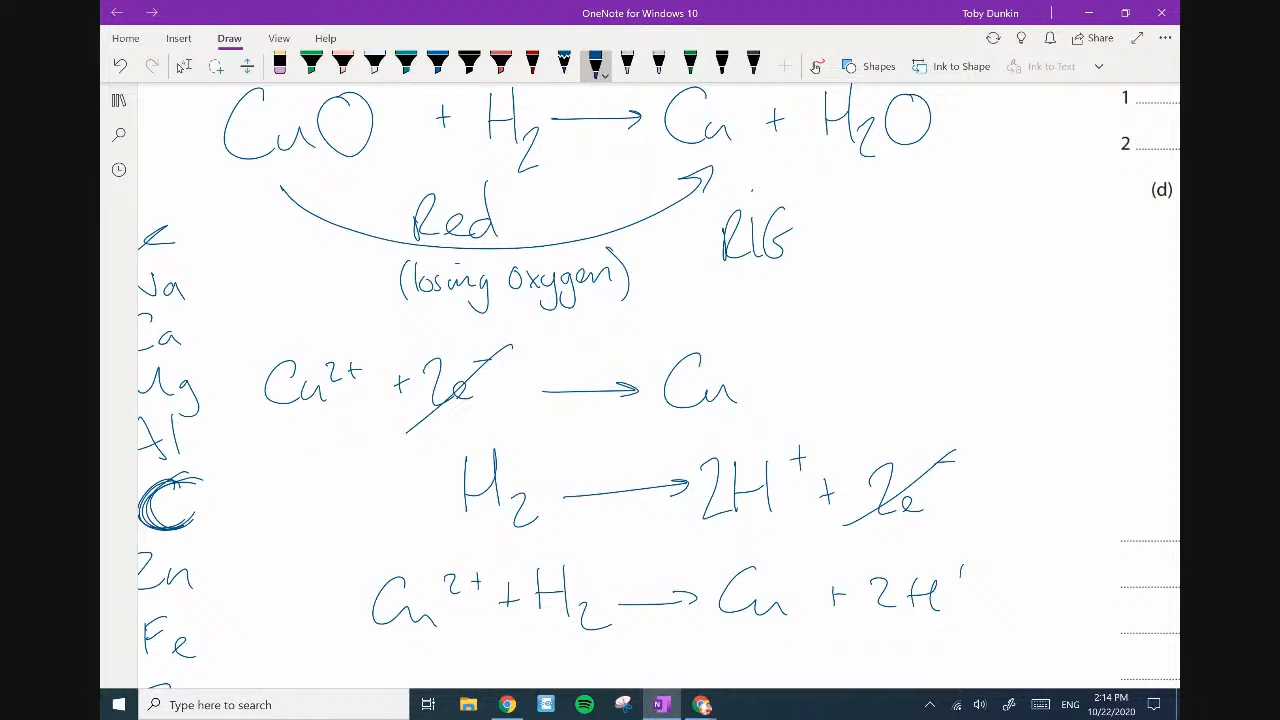 OneNote for Windows 10
Toby Dunkin
Home Insert Draw View Help
Share
Shapes
Ink to Shape
Ink to Text
CuO + H₂ → Cu + H₂O
1
2
(d)
Red
RIG
(losing oxygen)
Na
Ca
Mg
Al
C
Zn
Fe
Cu²⁺ + 2e⁻ → Cu
H₂ → 2H⁺ + 2e⁻
Cu²⁺ + H₂ → Cu + 2H
Type here to search
ENG
2:14 PM
10/22/2020